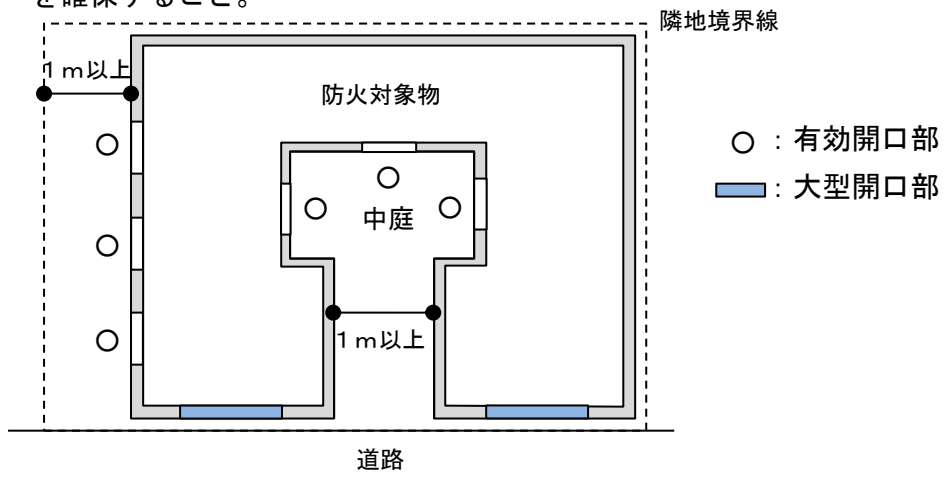 を確保すること。
隣地境界線
１ｍ以上
防火対象物
○：有効開口部
：大型開口部
中庭
１ｍ以上
道路